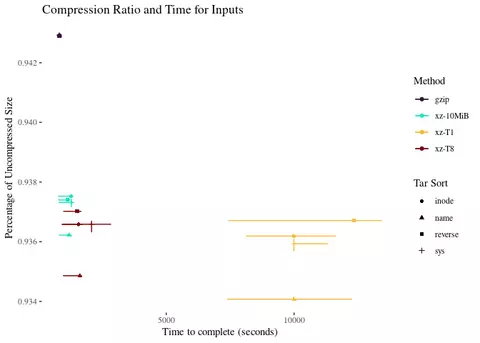 Compression Ratio and Time for Inputs
Percentage of Uncompressed Size
0.942
0.940
0.938
0.936
0.934
5000
10000
Time to complete (seconds)
Method
gzip
xz-10MiB
xz-T1
xz-T8
Tar Sort
inode
name
reverse
sys